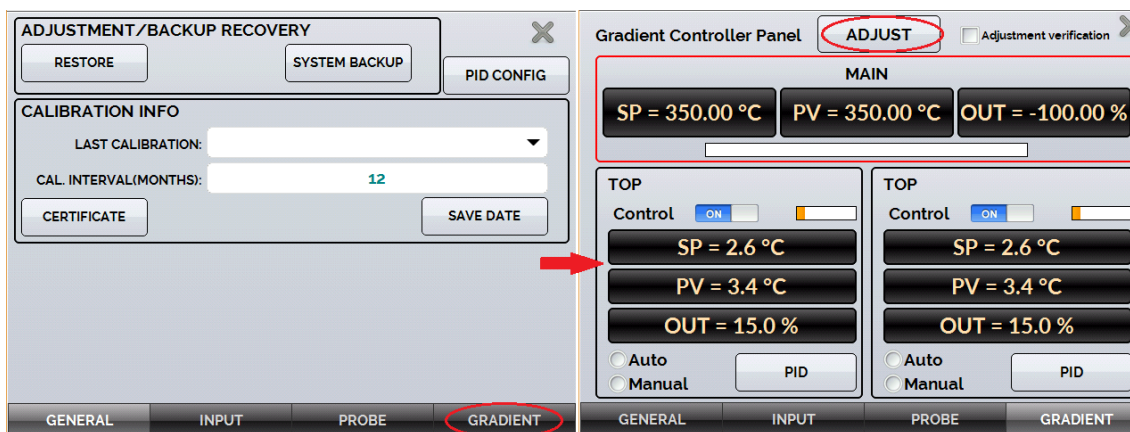 ADJUSTMENT/BACKUP RECOVERY
RESTORE
SYSTEM BACKUP
PID CONFIG
CALIBRATION INFO
LAST CALIBRATION:
CAL. INTERVAL(MONTHS):
12
CERTIFICATE
SAVE DATE
GENERAL
INPUT
PROBE
GRADIENT
Gradient Controller Panel
ADJUST
Adjustment verification
MAIN
SP = 350.00 °C
PV = 350.00 °C
OUT = -100.00 %
TOP
Control
ON
SP = 2.6 °C
PV = 3.4 °C
OUT = 15.0 %
Auto
Manual
PID
TOP
Control
ON
SP = 2.6 °C
PV = 3.4 °C
OUT = 15.0 %
Auto
Manual
PID
GENERAL
INPUT
PROBE
GRADIENT